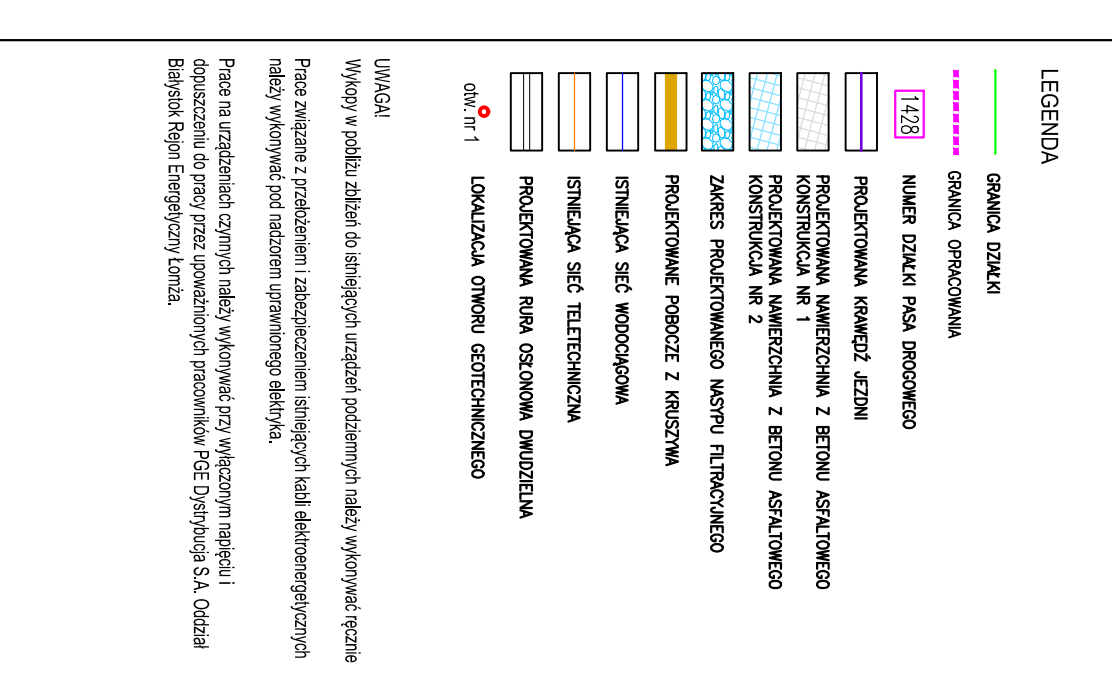 LEGENDA
GRANICA DZIAŁKI
GRANICA OPRACOWANIA
1428 NUMER DZIAŁKI PASA DROGOWEGO
PROJEKTOWANA KRAWĘDŹ JEZDNI
PROJEKTOWANA NAWIERZCHNIA Z BETONU ASFALTOWEGO
KONSTRUKCJA NR 1
PROJEKTOWANA NAWIERZCHNIA Z BETONU ASFALTOWEGO
KONSTRUKCJA NR 2
ZAKRES PROJEKTOWANEGO NASYPU FILTRACYJNEGO
PROJEKTOWANE POBOCZE Z KRUSZYWA
ISTNIEJĄCA SIEĆ WODOCIĄGOWA
ISTNIEJĄCA SIEĆ TELETECHNICZNA
PROJEKTOWANA RURA OSŁONOWA DWUDZIELNA
otw. nr 1 LOKALIZACJA OTWORU GEOTECHNICZNEGO
UWAGA!
Wykopy w pobliżu zbliżeń do istniejących urządzeń podziemnych należy wykonywać ręcznie
Prace związane z przełożeniem i zabezpieczeniem istniejących kabli elektroenergetycznych
należy wykonywać pod nadzorem uprawnionego elektryka.
Prace na urządzeniach czynnych należy wykonywać przy wyłączonym napięciu i
dopuszczeniu do pracy przez upoważnionych pracowników PGE Dystrybucja S.A. Oddział
Białystok Rejon Energetyczny Łomża.